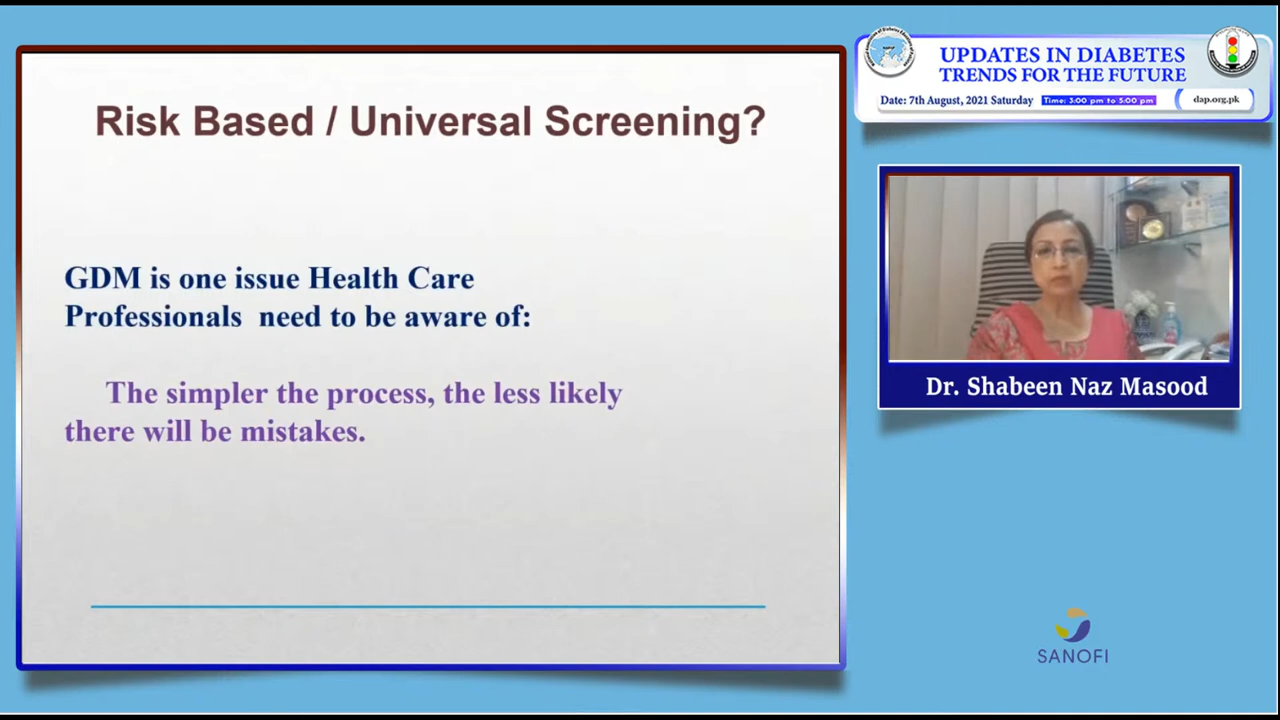 Risk Based / Universal Screening?
GDM is one issue Health Care
Professionals need to be aware of:
The simpler the process, the less likely
there will be mistakes.
UPDATES IN DIABETES
TRENDS FOR THE FUTURE
Date: 7th August, 2021 Saturday
Time: 3:00 pm to 5:00 pm
dap.org.pk
Dr. Shabeen Naz Masood
SANOFI